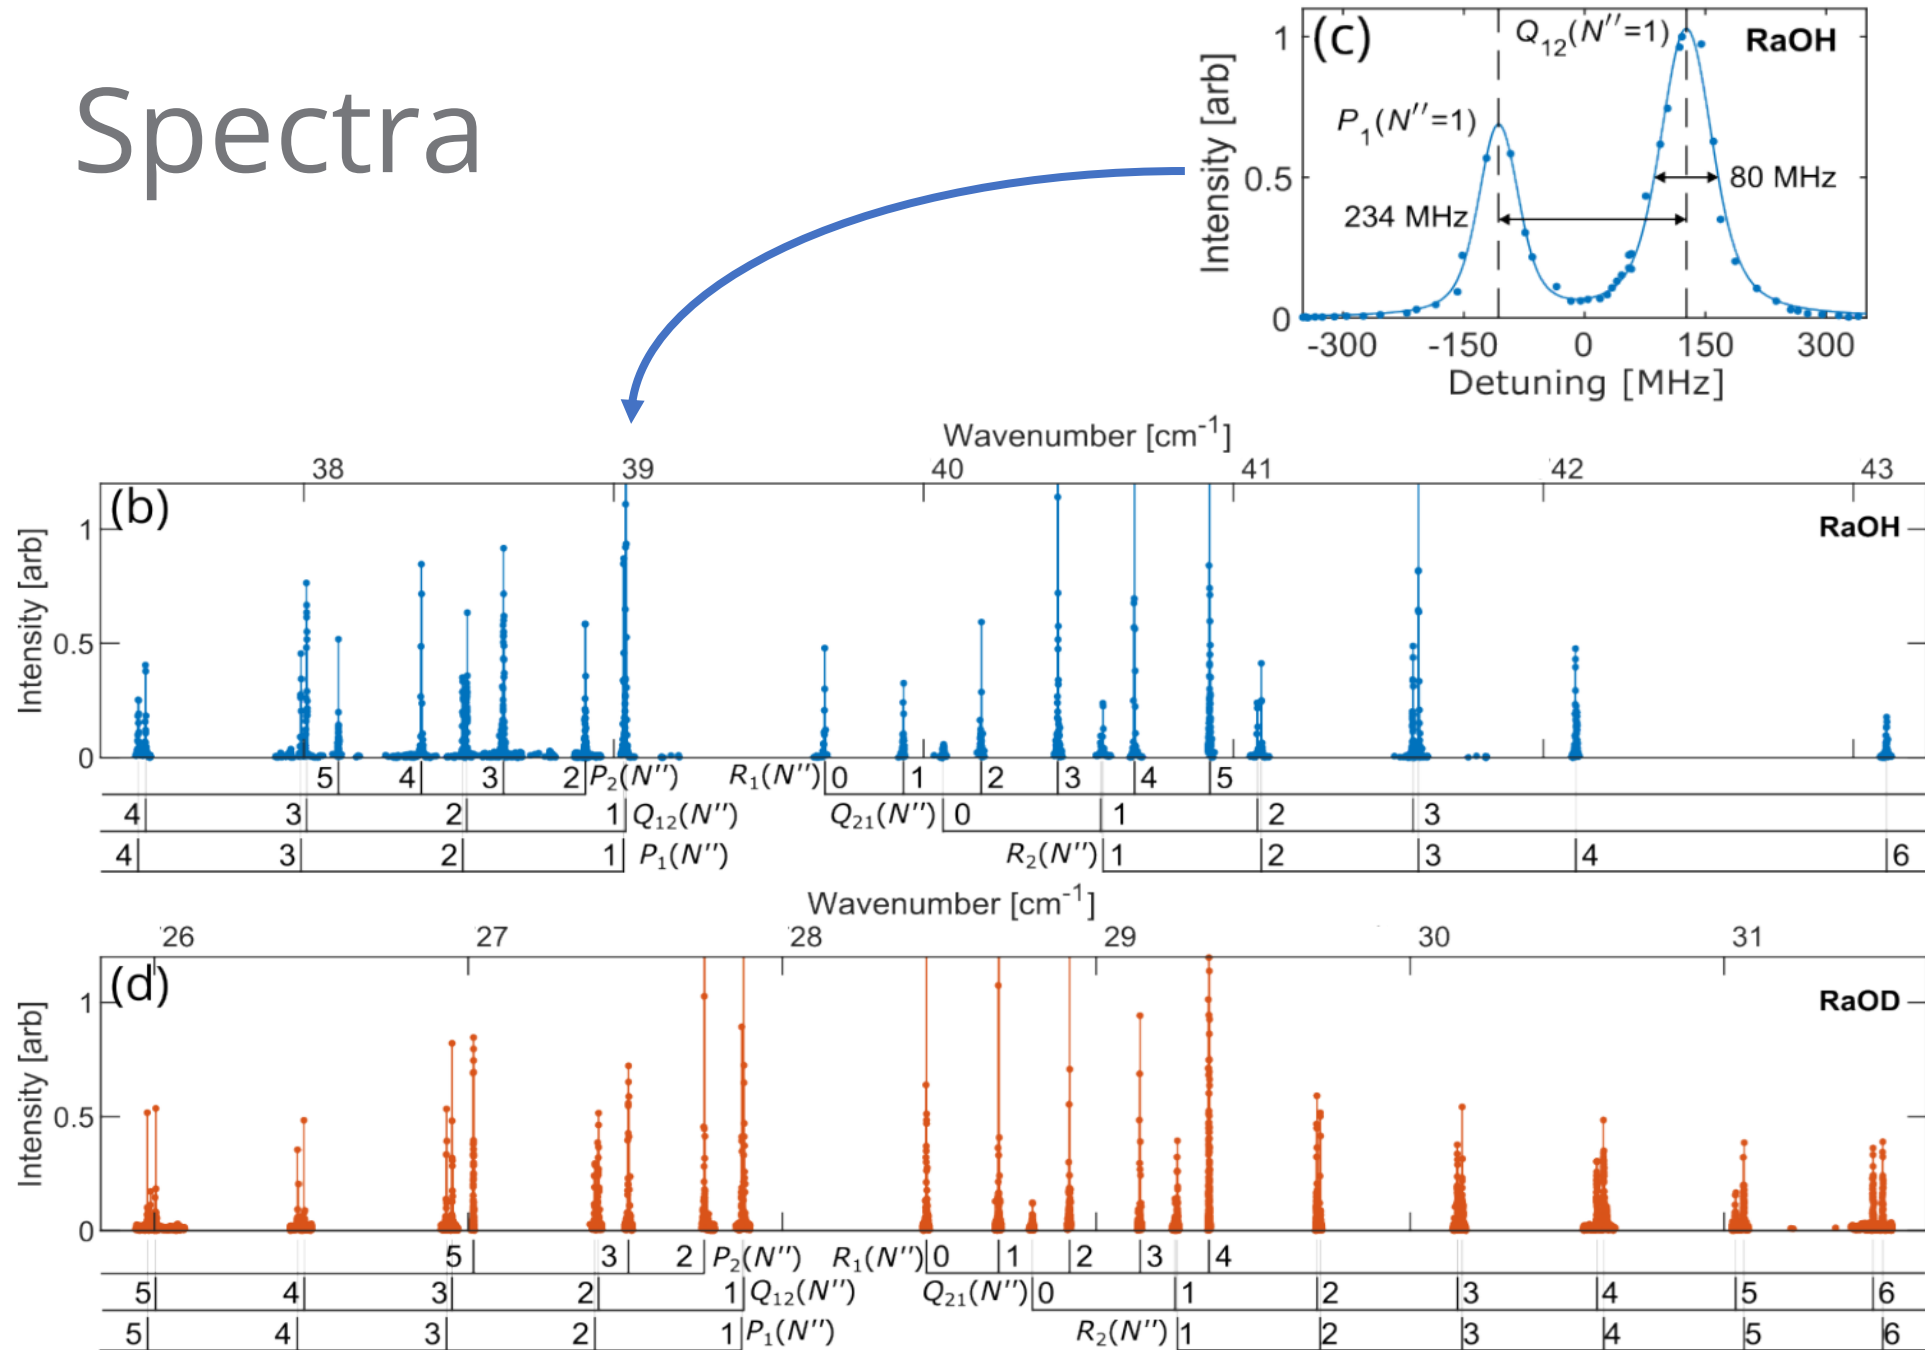 Spectra
(c)
Q₁₂(N''=1)
RaOH
P₁(N''=1)
80 MHz
234 MHz
Intensity [arb]
1
0.5
0
-300 -150 0 150 300
Detuning [MHz]
Wavenumber [cm⁻¹]
38 39 40 41 42 43
(b)
RaOH
Intensity [arb]
1
0.5
0
5 4 3 2 P₂(N'') R₁(N'') 0 1 2 3 4 5
4 3 2 1 Q₁₂(N'') Q₂₁(N'') 0 1 2 3
4 3 2 1 P₁(N'') R₂(N'') 1 2 3 4 6
Wavenumber [cm⁻¹]
26 27 28 29 30 31
(d)
RaOD
Intensity [arb]
1
0.5
0
5 3 2 P₂(N'') R₁(N'') 0 1 2 3 4
5 4 3 2 1 Q₁₂(N'') Q₂₁(N'') 0 1 2 3 4 5 6
5 4 3 2 1 P₁(N'') R₂(N'') 1 2 3 4 5 6